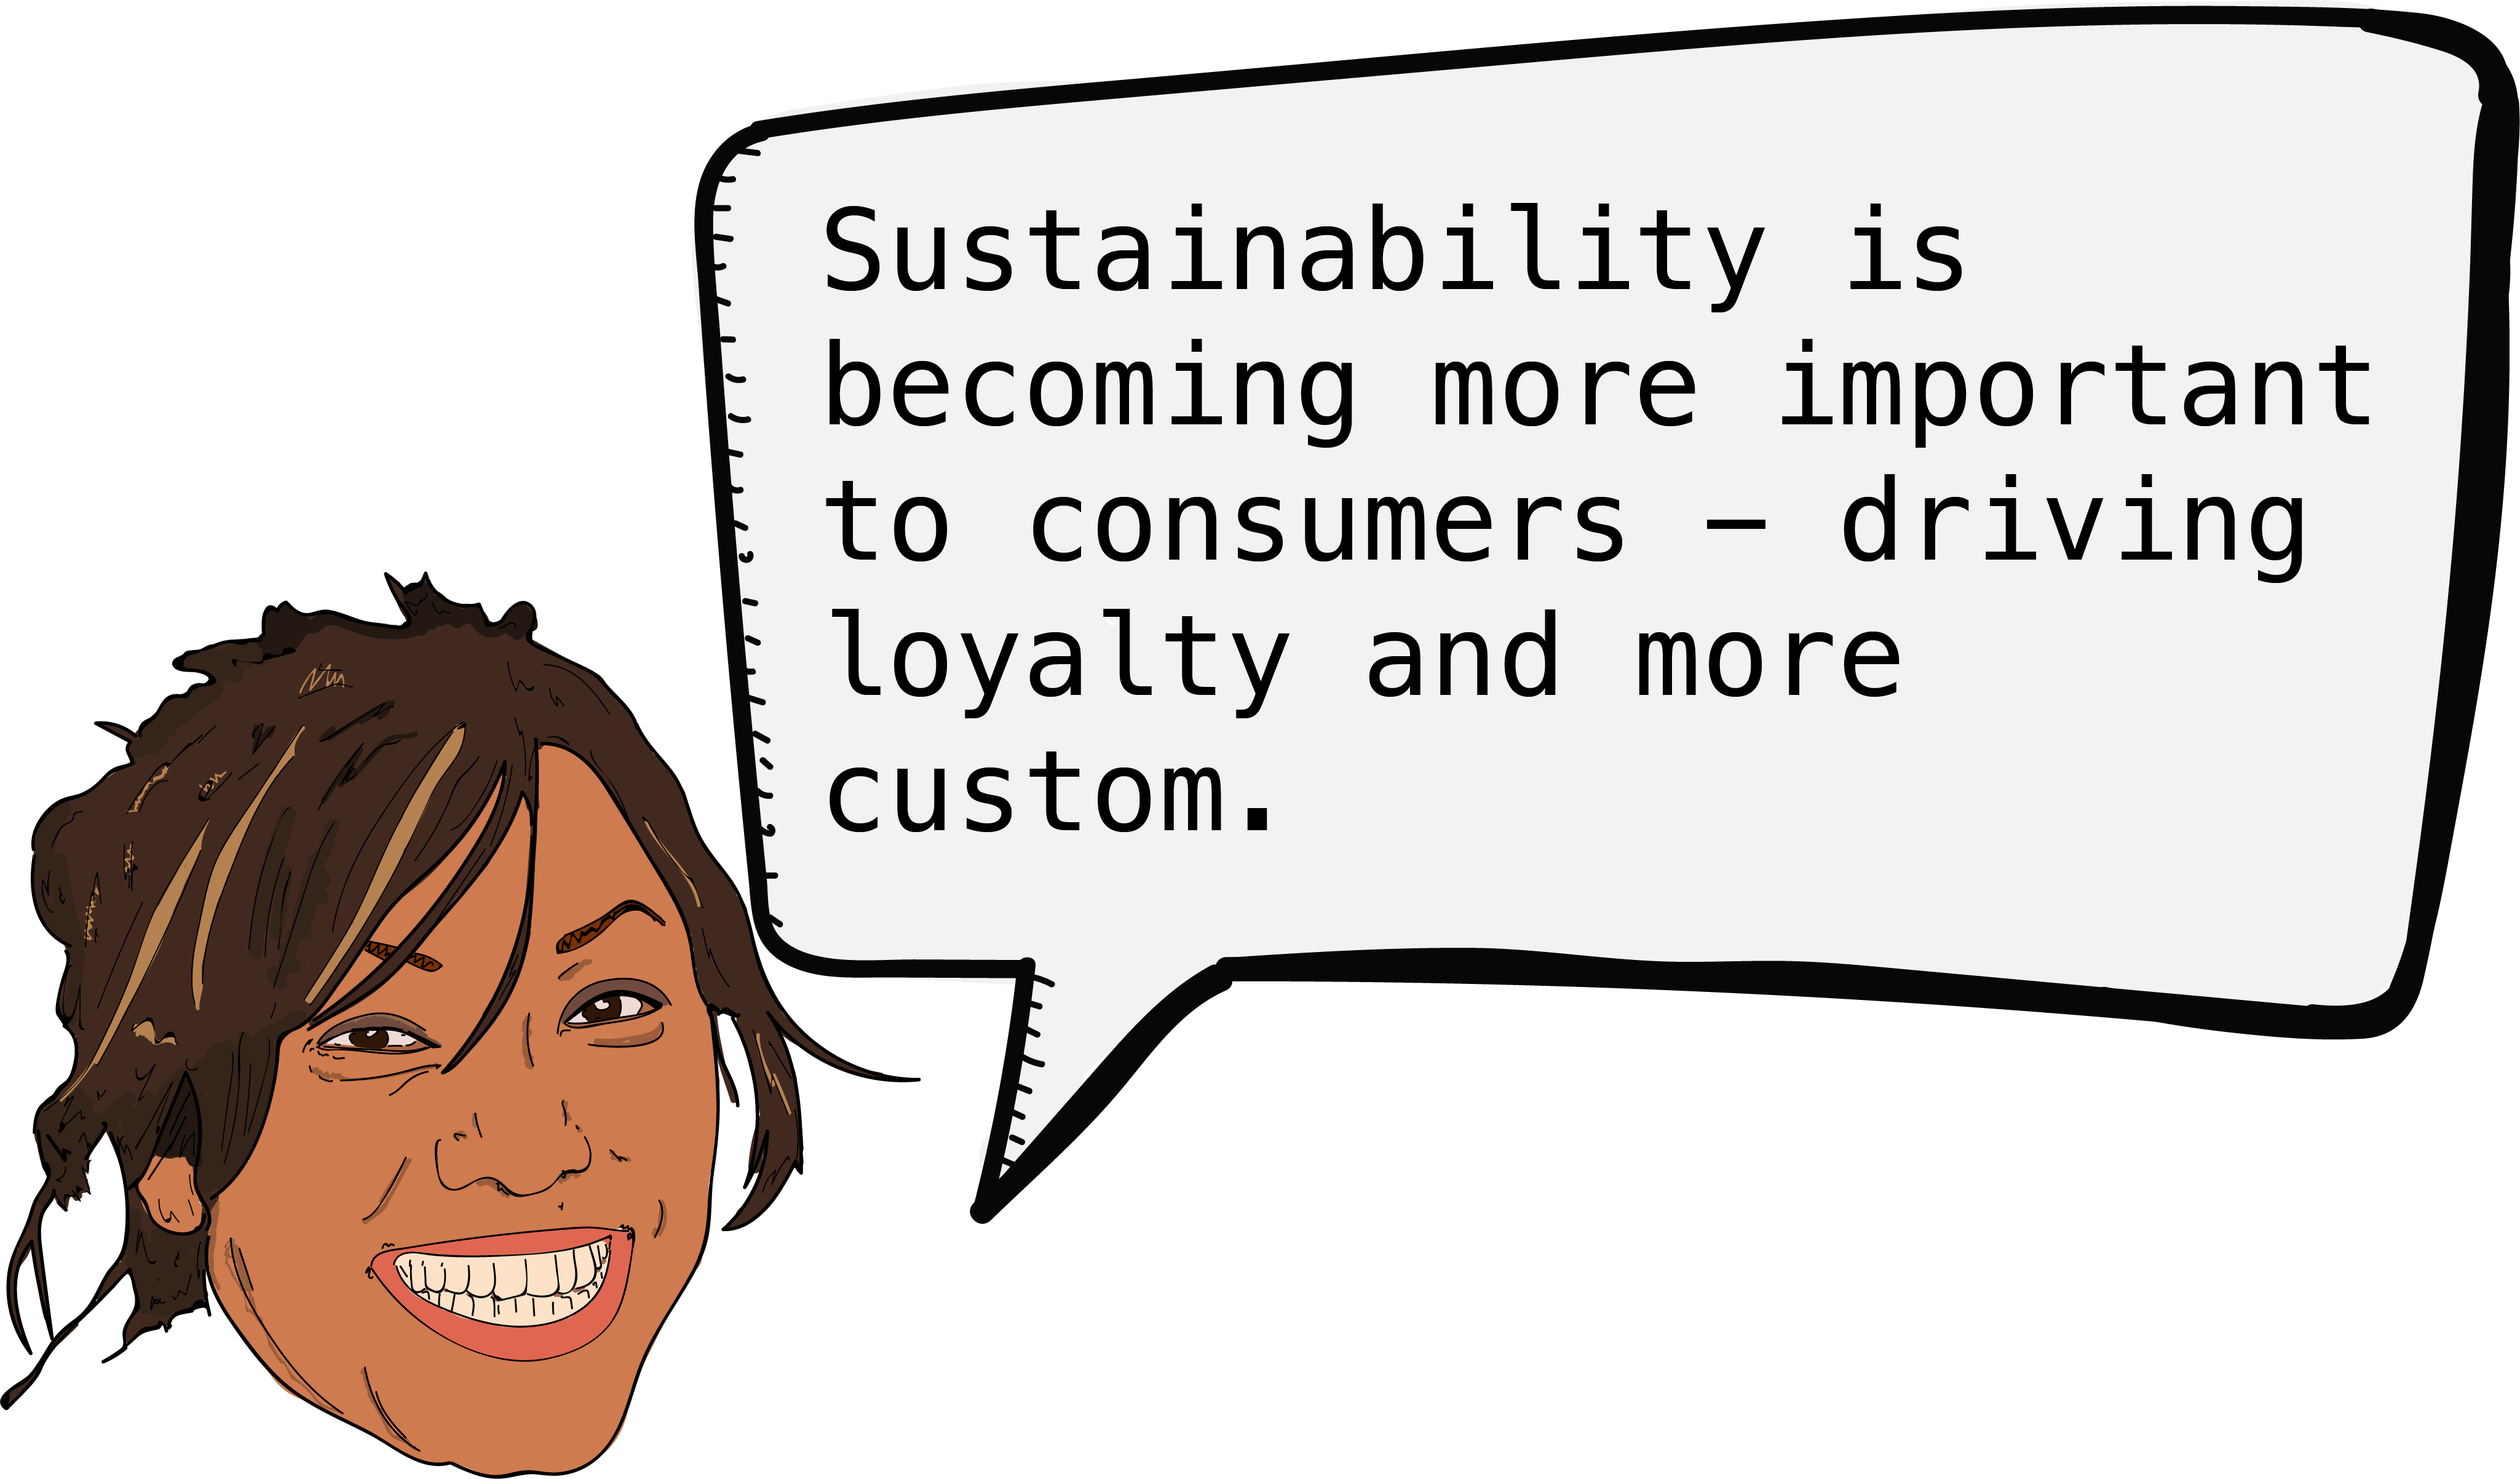 Sustainability is
becoming more important
to consumers – driving
loyalty and more
custom.